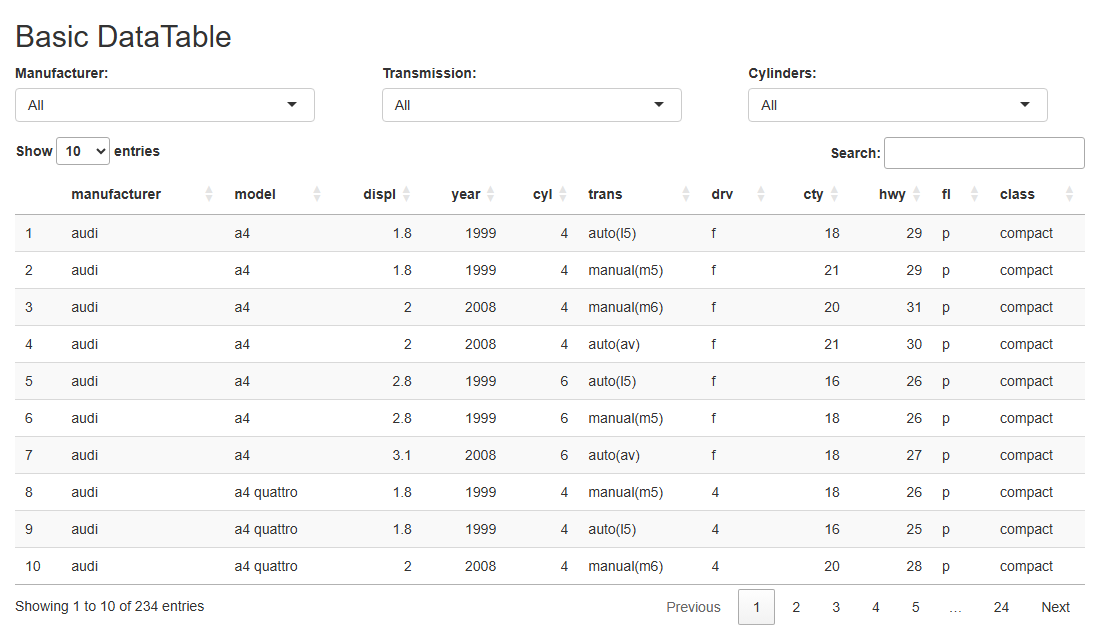 Basic DataTable
Manufacturer: Transmission: Cylinders:
All All All
Show 10 entries Search:
manufacturer model displ year cyl trans drv cty hwy fl class
1 audi a4 1.8 1999 4 auto(l5) f 18 29 p compact
2 audi a4 1.8 1999 4 manual(m5) f 21 29 p compact
3 audi a4 2 2008 4 manual(m6) f 20 31 p compact
4 audi a4 2 2008 4 auto(av) f 21 30 p compact
5 audi a4 2.8 1999 6 auto(l5) f 16 26 p compact
6 audi a4 2.8 1999 6 manual(m5) f 18 26 p compact
7 audi a4 3.1 2008 6 auto(av) f 18 27 p compact
8 audi a4 quattro 1.8 1999 4 manual(m5) 4 18 26 p compact
9 audi a4 quattro 1.8 1999 4 auto(l5) 4 16 25 p compact
10 audi a4 quattro 2 2008 4 manual(m6) 4 20 28 p compact
Showing 1 to 10 of 234 entries Previous 1 2 3 4 5 … 24 Next